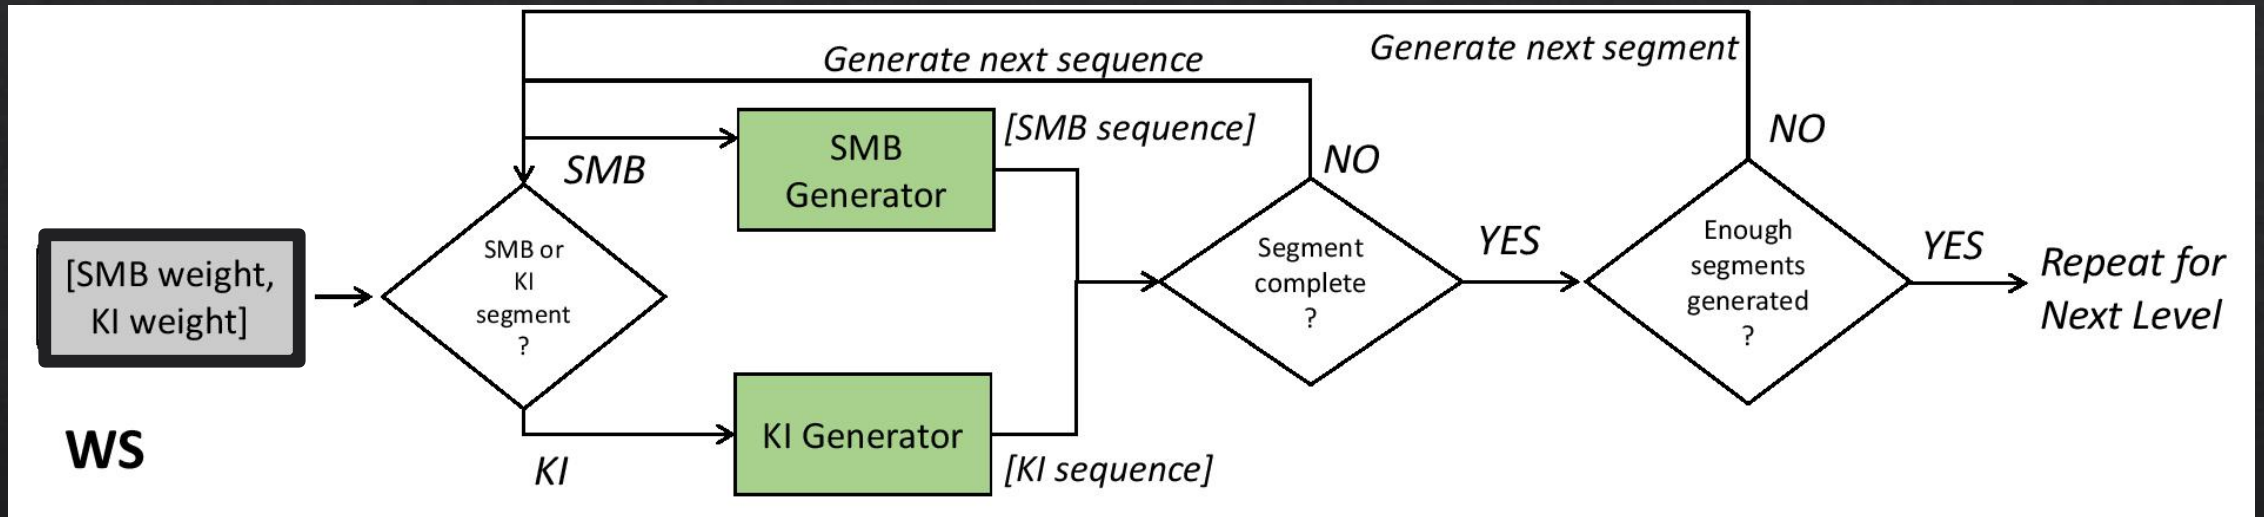 Generate next sequence
Generate next segment
[SMB weight,
KI weight]
WS
SMB or
KI
segment
?
SMB
KI
SMB
Generator
[SMB sequence]
KI Generator
[KI sequence]
Segment
complete
?
NO
YES
Enough
segments
generated
?
NO
YES
Repeat for
Next Level